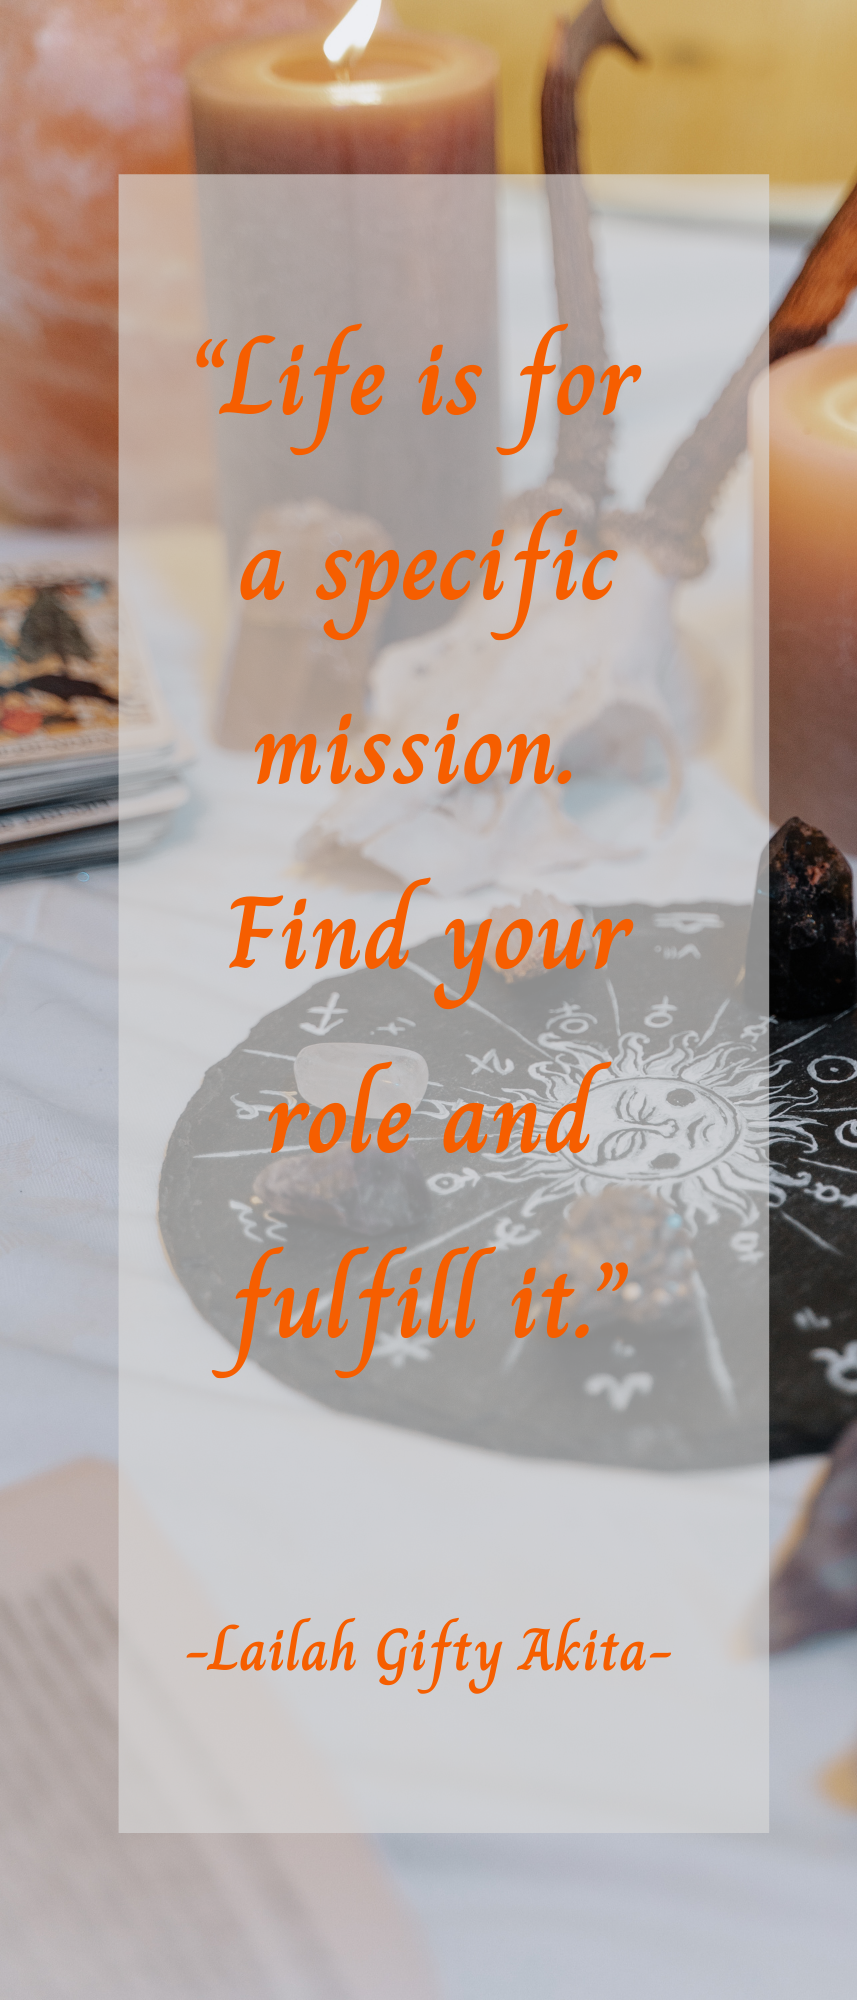 “Life is for
a specific
mission.
Find your
role and
fulfill it.”
-Lailah Gifty Akita-